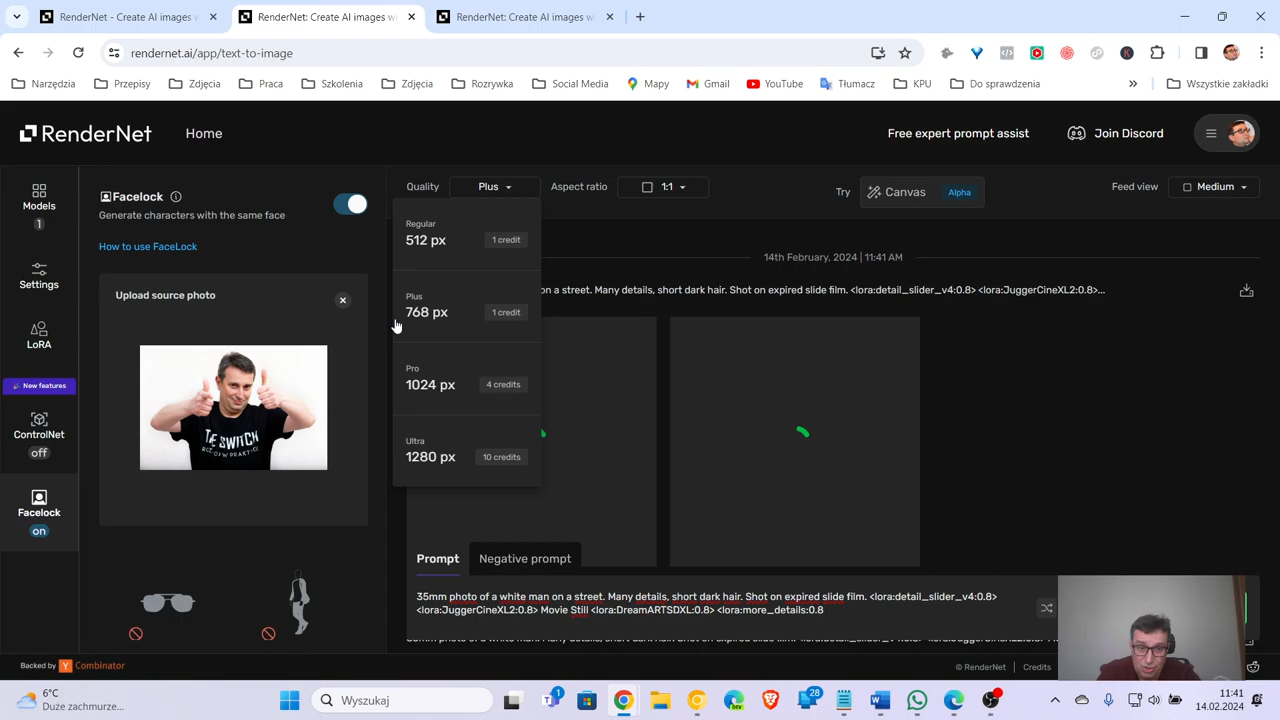 RenderNet - Create AI images w
RenderNet: Create AI images wi
RenderNet: Create AI images wi
rendernet.ai/app/text-to-image
Narzędzia
Przepisy
Zdjęcia
Praca
Szkolenia
Zdjęcia
Rozrywka
Social Media
Mapy
Gmail
YouTube
Tłumacz
KPU
Do sprawdzenia
Wszystkie zakładki
RenderNet
Home
Free expert prompt assist
Join Discord
Models
1
Settings
LoRA
New features
ControlNet
off
Facelock
on
Facelock
Generate characters with the same face
How to use FaceLock
Upload source photo
THE SWITCH
Quality
Plus
Aspect ratio
1:1
Try
Canvas
Alpha
Feed view
Medium
Regular
512 px
1 credit
Plus
768 px
1 credit
Pro
1024 px
4 credits
Ultra
1280 px
10 credits
14th February, 2024 | 11:41 AM
on a street. Many details, short dark hair. Shot on expired slide film. <lora:detail_slider_v4:0.8> <lora:JuggerCineXL2:0.8>...
Prompt
Negative prompt
35mm photo of a white man on a street. Many details, short dark hair. Shot on expired slide film. <lora:detail_slider_v4:0.8>
<lora:JuggerCineXL2:0.8> Movie Still <lora:DreamARTSDXL:0.8> <lora:more_details:0.8
Backed by
Y
Combinator
© RenderNet
Credits
6°C
Duże zachmurze...
Wyszukaj
1
DEV
28
11:41
14.02.2024